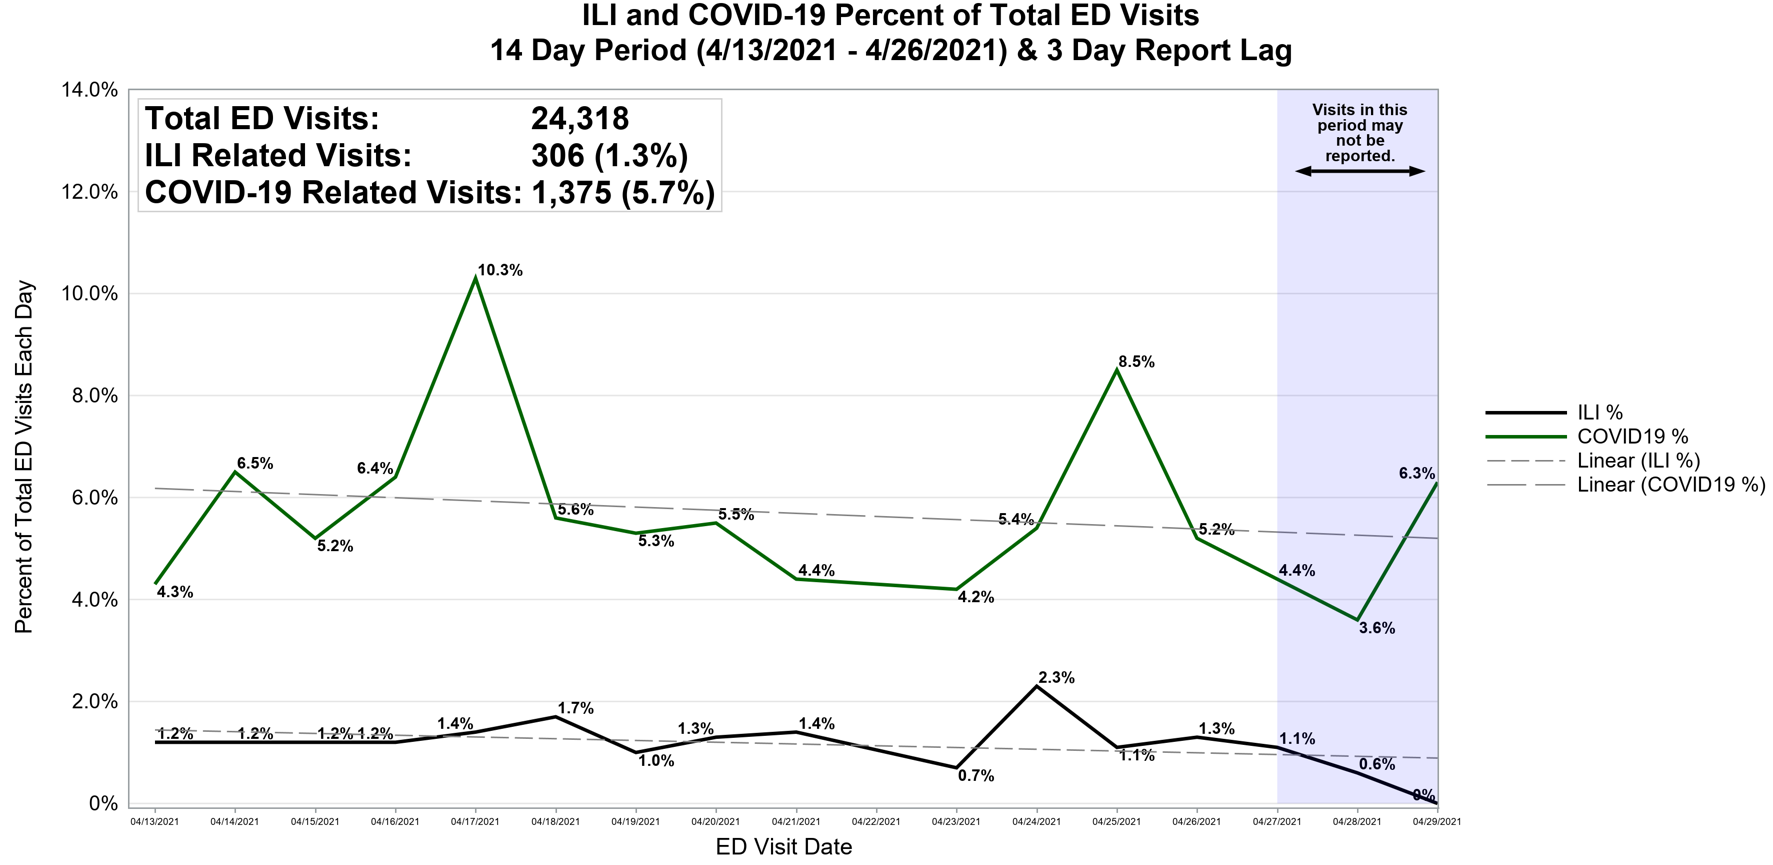 ILI and COVID-19 Percent of Total ED Visits
14 Day Period (4/13/2021 - 4/26/2021) & 3 Day Report Lag
Total ED Visits: 24,318
ILI Related Visits: 306 (1.3%)
COVID-19 Related Visits: 1,375 (5.7%)
Visits in this
period may
not be
reported.
Percent of Total ED Visits Each Day
14.0%
12.0%
10.0%
8.0%
6.0%
4.0%
2.0%
0%
4.3%
6.5%
5.2%
6.4%
10.3%
5.6%
5.3%
5.5%
4.4%
4.2%
5.4%
8.5%
5.2%
4.4%
3.6%
6.3%
1.2%
1.2%
1.2%
1.2%
1.4%
1.7%
1.0%
1.3%
1.4%
0.7%
2.3%
1.1%
1.3%
1.1%
0.6%
0%
04/13/2021 04/14/2021 04/15/2021 04/16/2021 04/17/2021 04/18/2021 04/19/2021 04/20/2021 04/21/2021 04/22/2021 04/23/2021 04/24/2021 04/25/2021 04/26/2021 04/27/2021 04/28/2021 04/29/2021
ED Visit Date
ILI %
COVID19 %
Linear (ILI %)
Linear (COVID19 %)